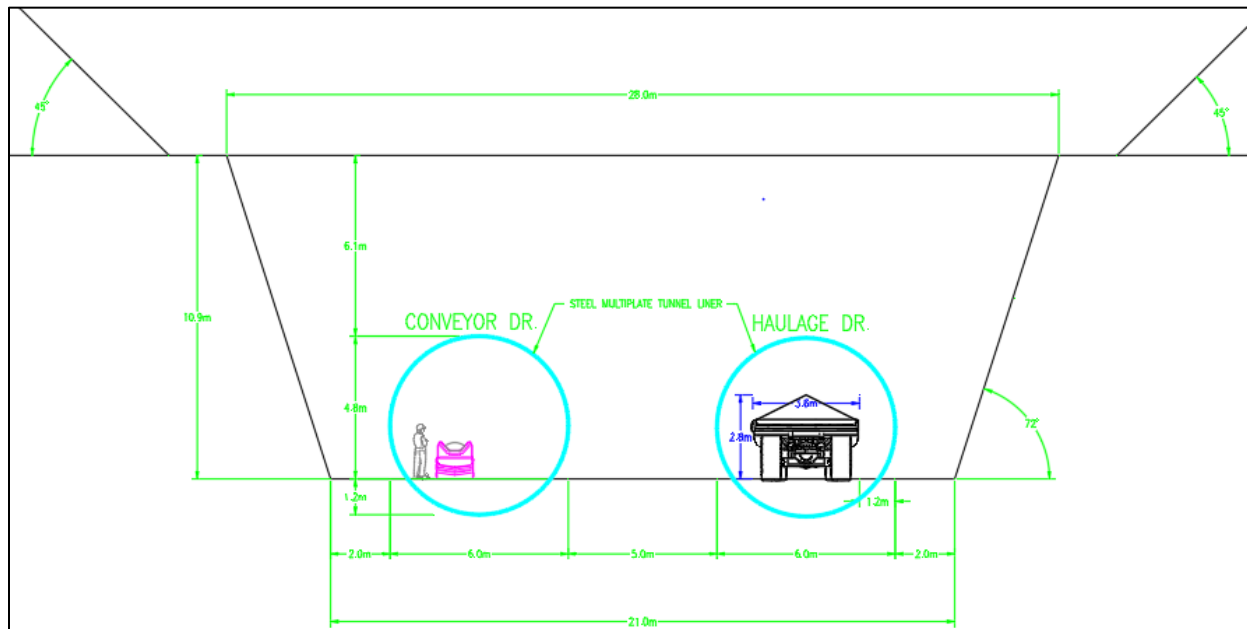 28.0m
45°
45°
6.1m
10.9m
STEEL MULTIPLATE TUNNEL LINER
CONVEYOR DR.
HAULAGE DR.
4.8m
3.6m
2.9m
72°
1.2m
1.2m
2.0m
6.0m
5.0m
6.0m
2.0m
21.0m